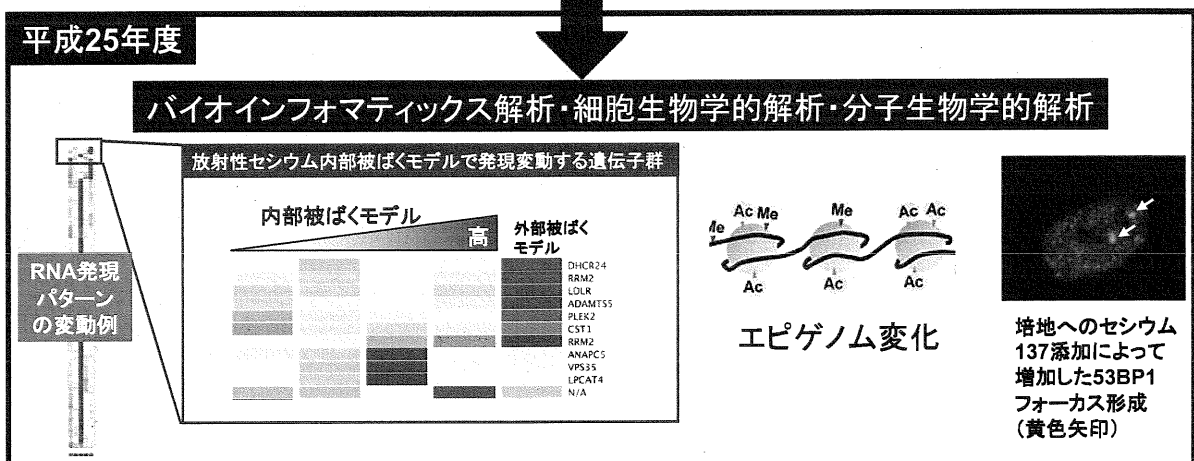 平成25年度
バイオインフォマティックス解析・細胞生物学的解析・分子生物学的解析
放射性セシウム内部被ばくモデルで発現変動する遺伝子群
内部被ばくモデル
高
外部被ばく
モデル
DHCR24
RRM2
LDLR
ADAMTS5
PLEK2
CST1
RRM2
ANAPC5
VPS35
LPCAT4
N/A
RNA発現
パターン
の変動例
Me
Ac Me
Me
Ac Ac
Ac
Ac
Ac
エピゲノム変化
培地へのセシウム
137添加によって
増加した53BP1
フォーカス形成
(黄色矢印)